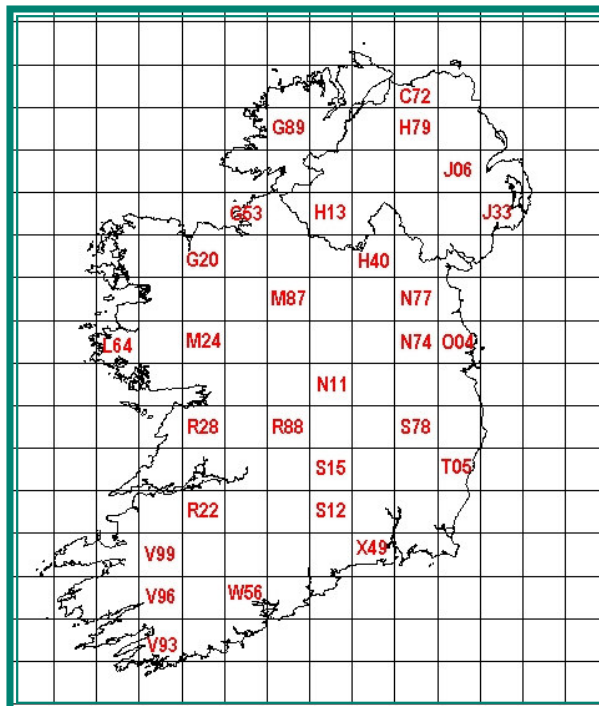 C72
G89 H79
J06
G53 H13 J33
G20 H40
M87 N77
L64 M24 N74 O04
N11
R28 R88 S78
S15 T05
R22 S12
V99 X49
V96 W56
V93